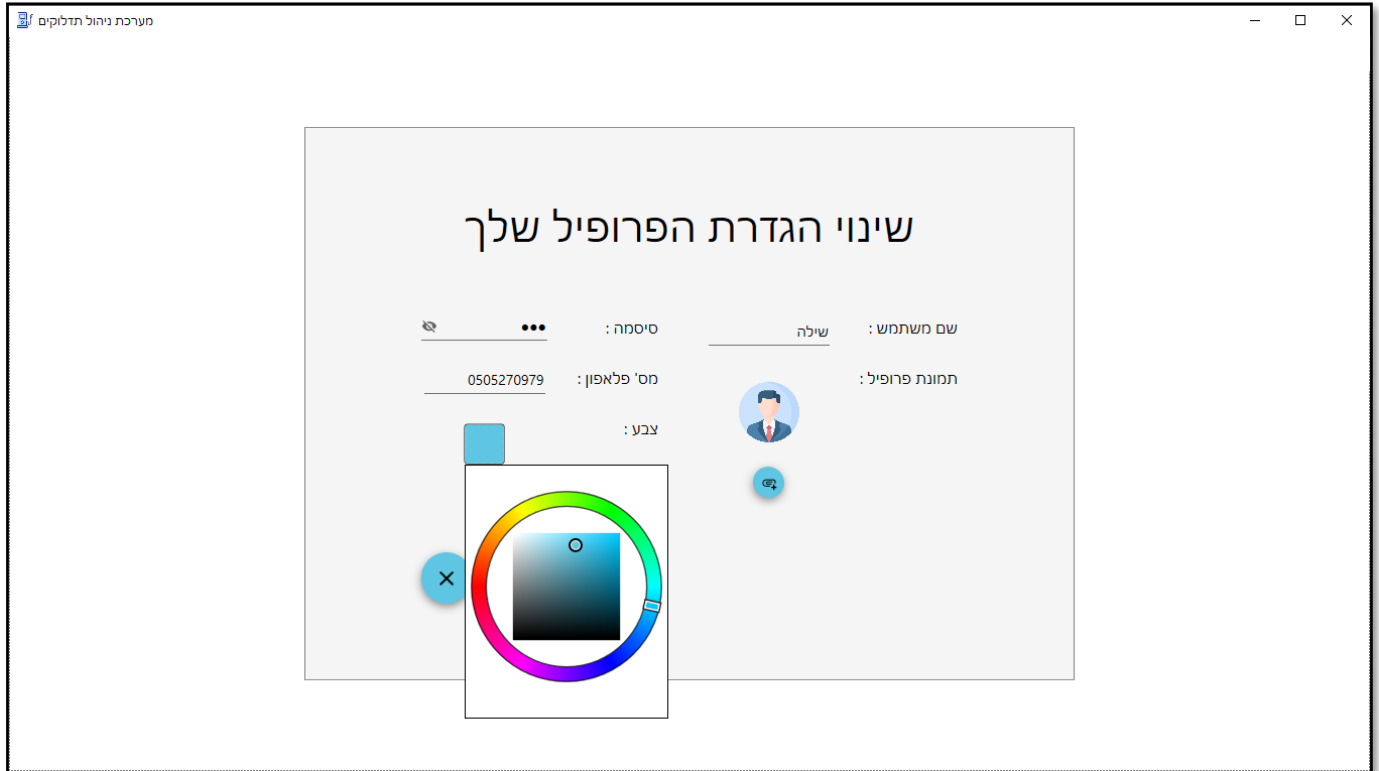 מערכת ניהול תדלוקים
שינוי הגדרת הפרופיל שלך
שם משתמש : שילה
סיסמה : •••
תמונת פרופיל :
מס' פלאפון : 0505270979
צבע :